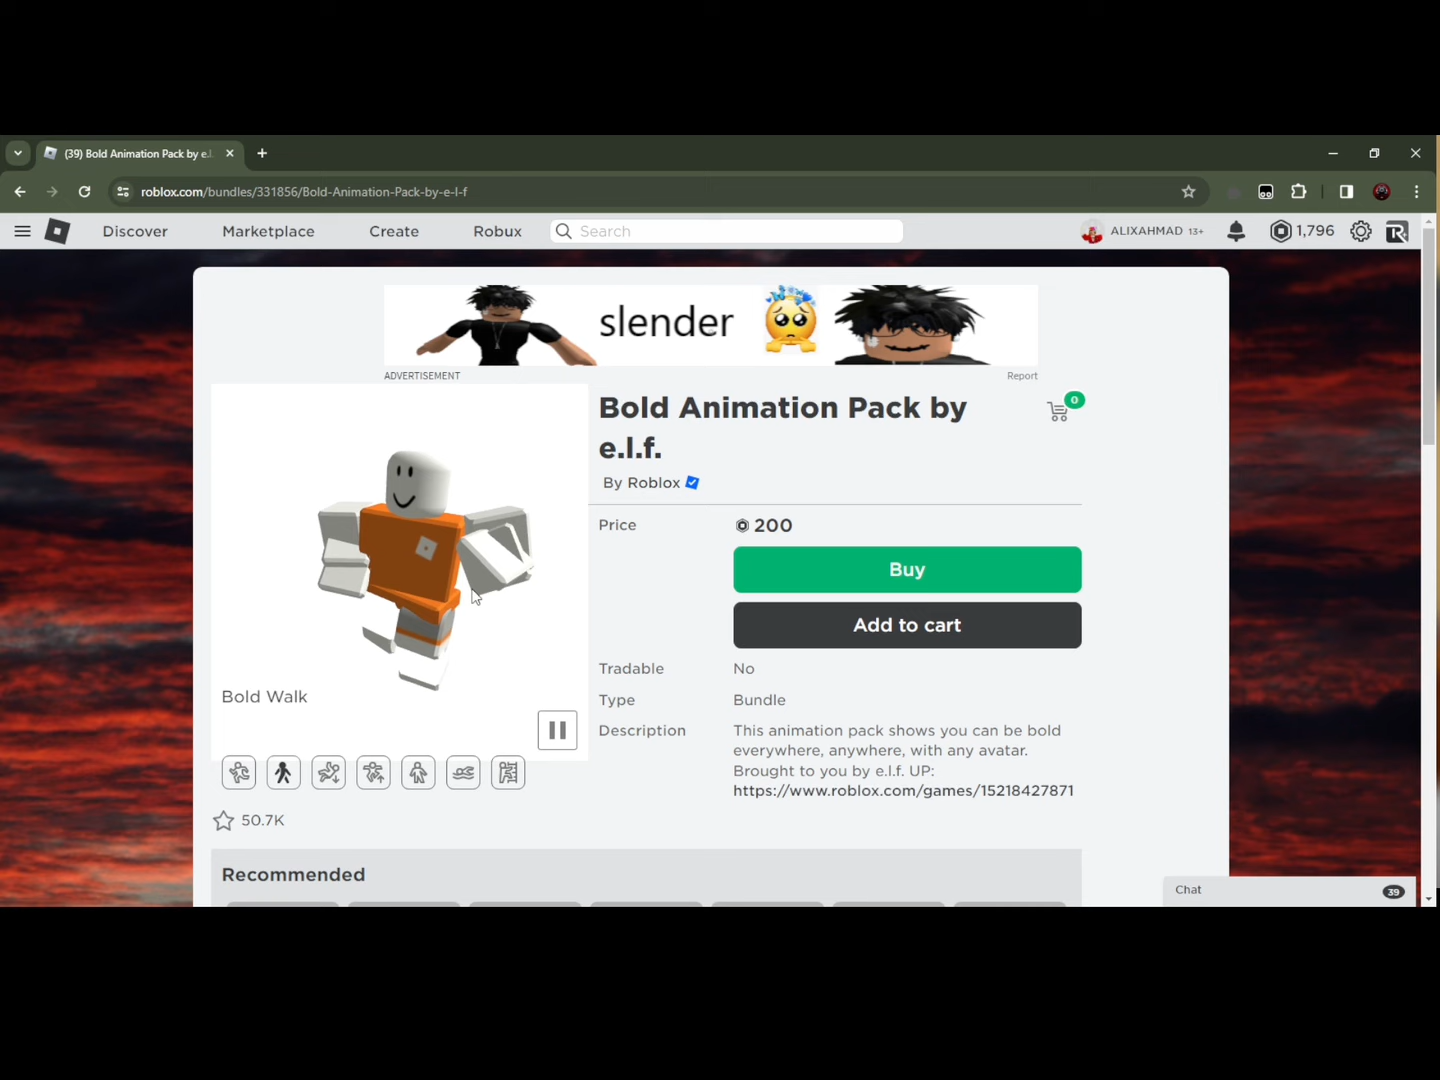 (39) Bold Animation Pack by e.l.
roblox.com/bundles/331856/Bold-Animation-Pack-by-e-l-f
Discover
Marketplace
Create
Robux
Search
ALIXAHMAD 13+
1,796
slender
ADVERTISEMENT
Report
Bold Animation Pack by
e.l.f.
0
By Roblox
Price
200
Buy
Add to cart
Tradable
No
Type
Bundle
Description
This animation pack shows you can be bold
everywhere, anywhere, with any avatar.
Brought to you by e.l.f. UP:
https://www.roblox.com/games/15218427871
Bold Walk
50.7K
Recommended
Chat
39